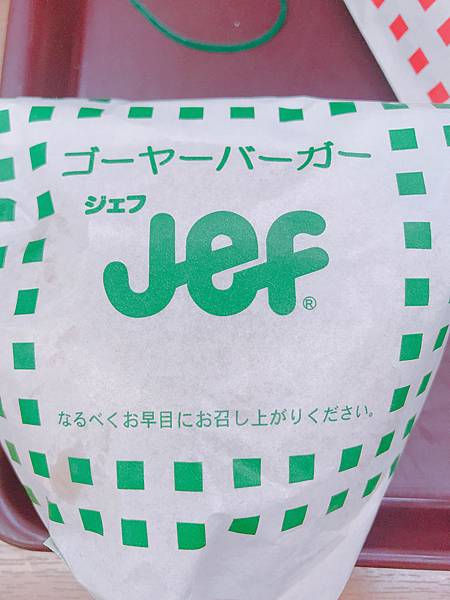 ゴーヤーバーガー
ジェフ
Jef®
なるべくお早目にお召し上がりください。